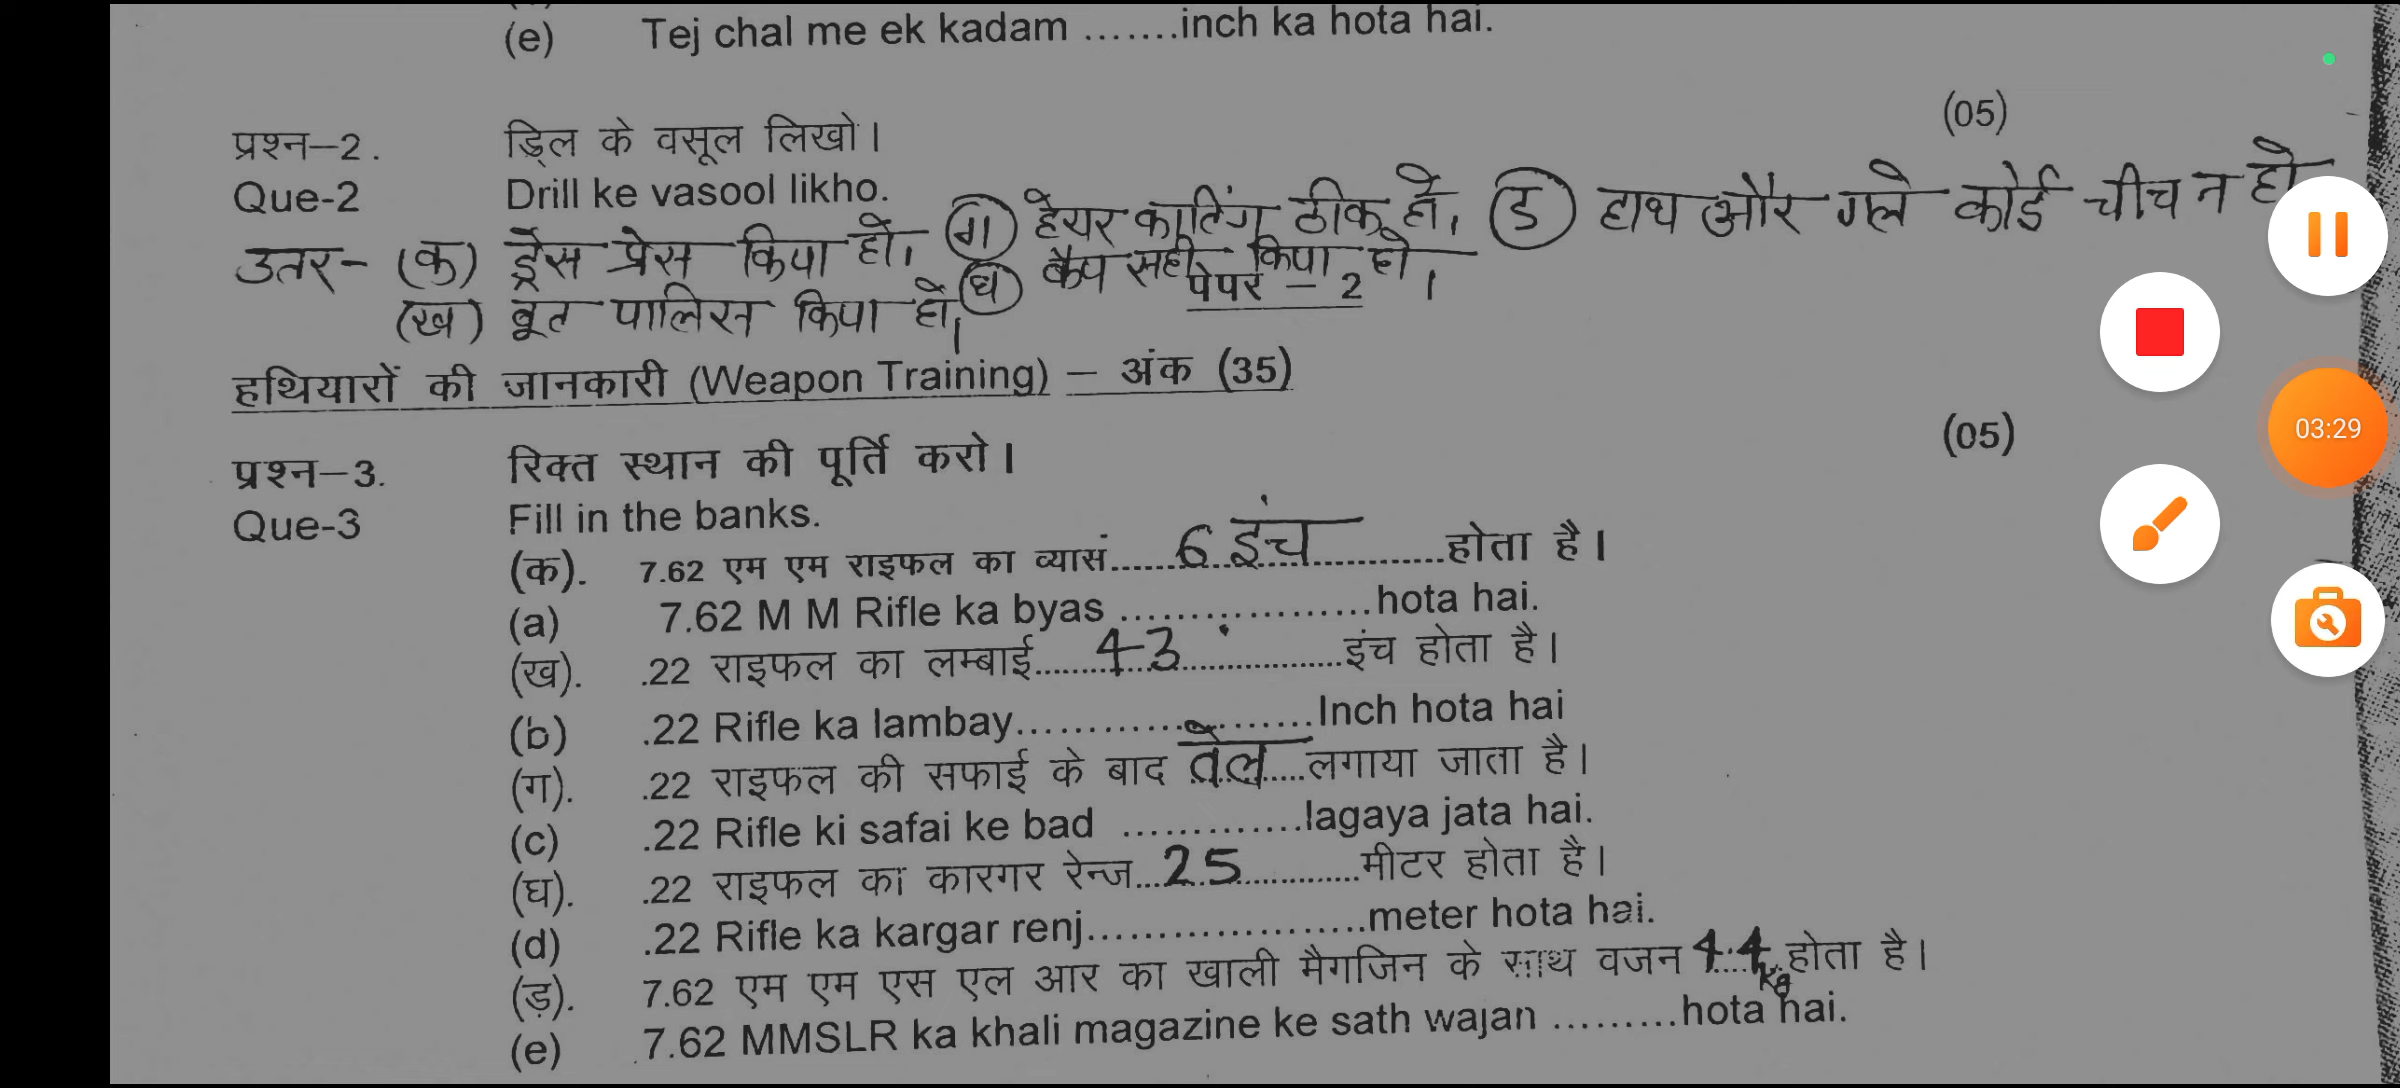 (e) Tej chal me ek kadam .......inch ka hota hai.
(05)
प्रश्न–2. ड्रिल के वसूल लिखो।
Que-2 Drill ke vasool likho.
उतर- (क) ड्रेस प्रेस किया हो। (ग) हेयर काटिंग ठीक हो। (ड) हाथ और गले कोई चीच न हो
(ख) बूत पालिस किया हो। (घ) कैप सही किया हो।
पेपर – 2
हथियारों की जानकारी (Weapon Training) – अंक (35)
प्रश्न–3. रिक्त स्थान की पूर्ति करो। (05)
Que-3 Fill in the banks.
(क). 7.62 एम एम राइफल का व्यासं......6 इंच......होता है।
(a) 7.62 M M Rifle ka byas ..................hota hai.
(ख). .22 राइफल का लम्बाई......43......इंच होता है।
(b) .22 Rifle ka lambay.....................Inch hota hai
(ग). .22 राइफल की सफाई के बाद तेल......लगाया जाता है।
(c) .22 Rifle ki safai ke bad .............lagaya jata hai.
(घ). .22 राइफल का कारगर रेन्ज....25......मीटर होता है।
(d) .22 Rifle ka kargar renj....................meter hota hai.
(ड़). 7.62 एम एम एस एल आर का खाली मैगजिन के साथ वजन 4.4 kg होता है।
(e) 7.62 MMSLR ka khali magazine ke sath wajan .........hota hai.
03:29